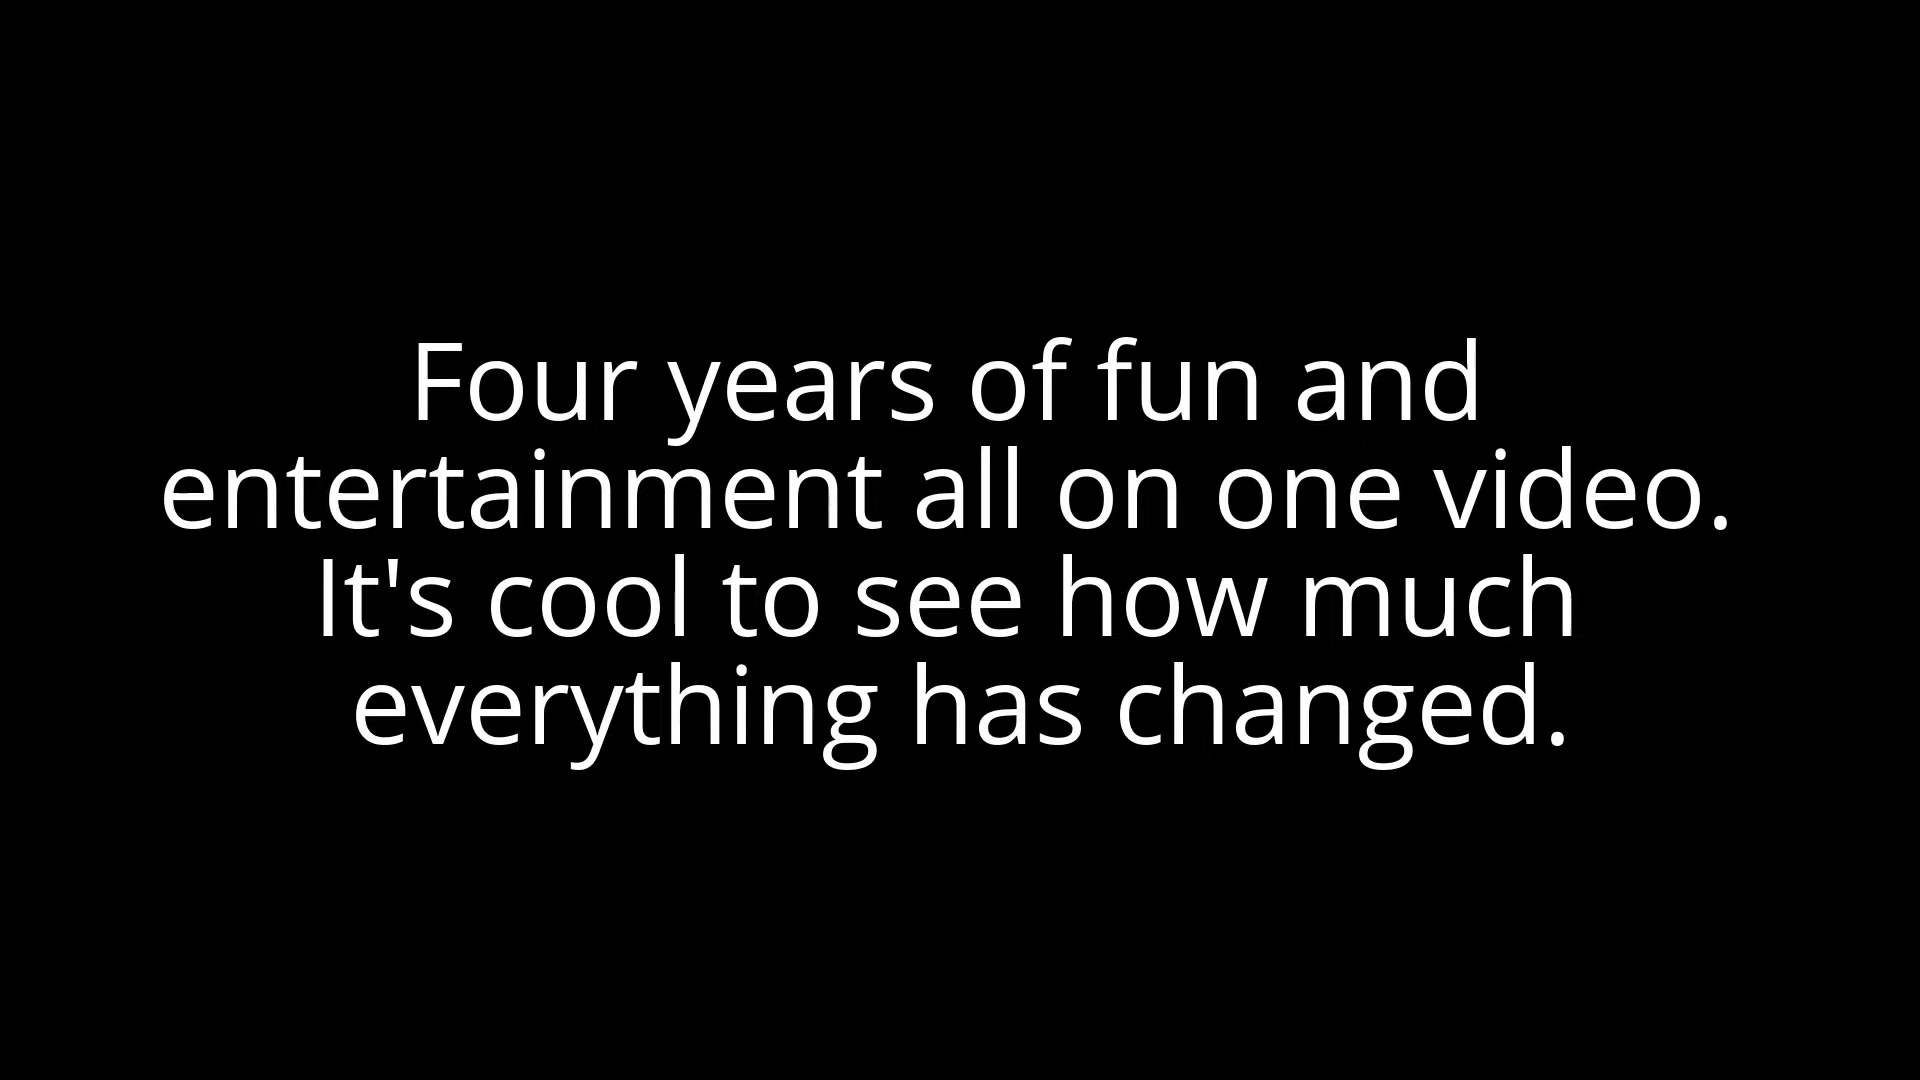 Four years of fun and
entertainment all on one video.
It's cool to see how much
everything has changed.